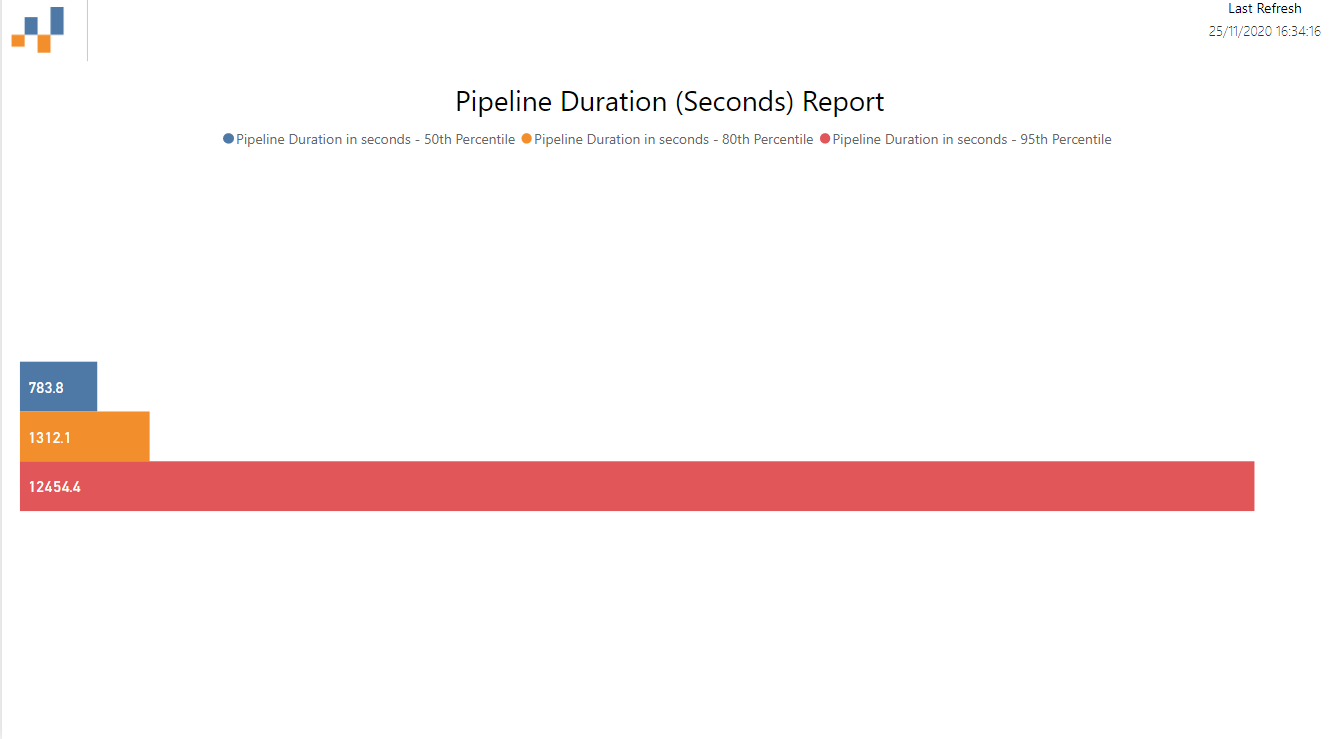 Last Refresh
25/11/2020 16:34:16
Pipeline Duration (Seconds) Report
Pipeline Duration in seconds - 50th Percentile Pipeline Duration in seconds - 80th Percentile Pipeline Duration in seconds - 95th Percentile
783.8
1312.1
12454.4